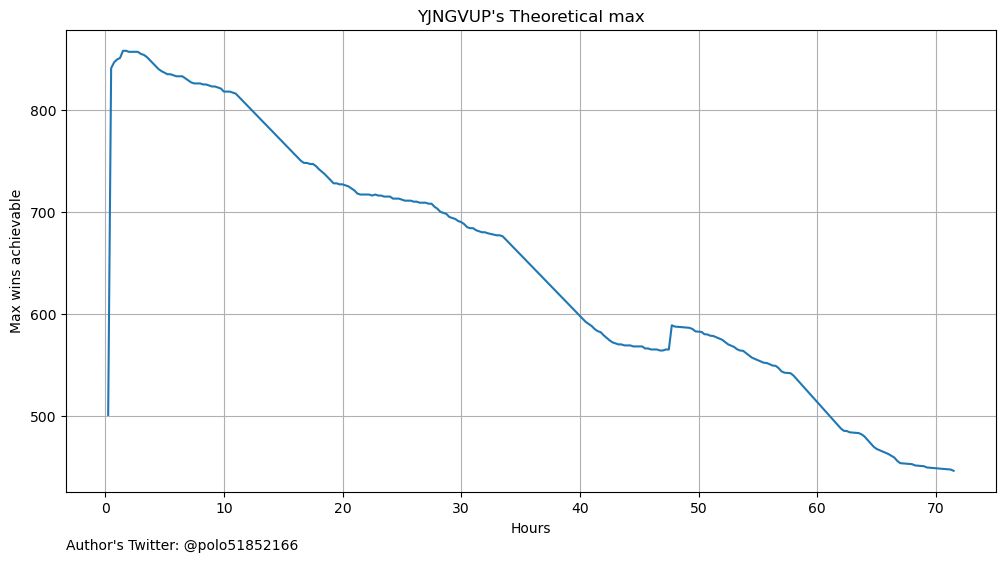 YJNGVUP's Theoretical max
Max wins achievable
800
700
600
500
0 10 20 30 40 50 60 70
Hours
Author's Twitter: @polo51852166